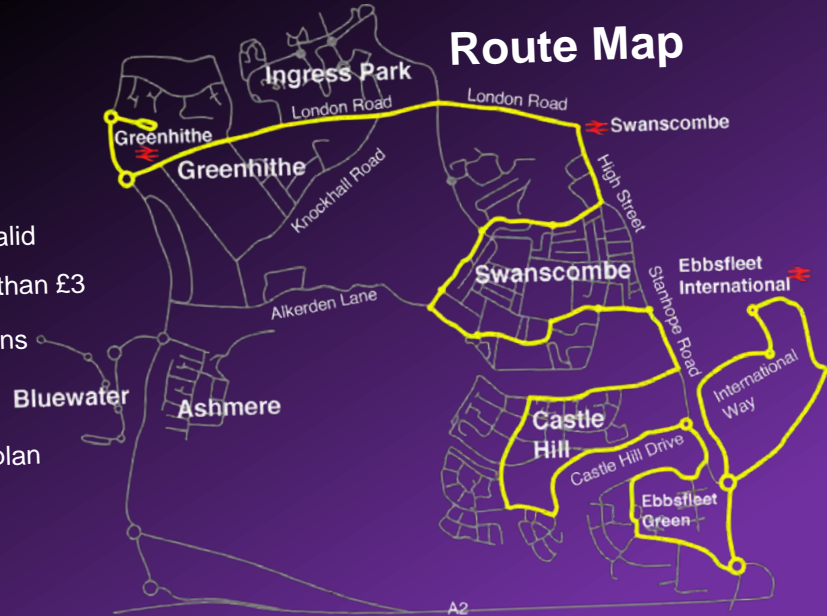 Route Map
Ingress Park
London Road
London Road
Swanscombe
Greenhithe
Greenhithe
Knockhall Road
High Street
alid
than £3
ns
olan
Swanscombe
Ebbsfleet
International
Stanhope Road
Alkerden Lane
International
Way
Bluewater
Ashmere
Castle
Hill
Castle Hill Drive
Ebbsfleet
Green
A2